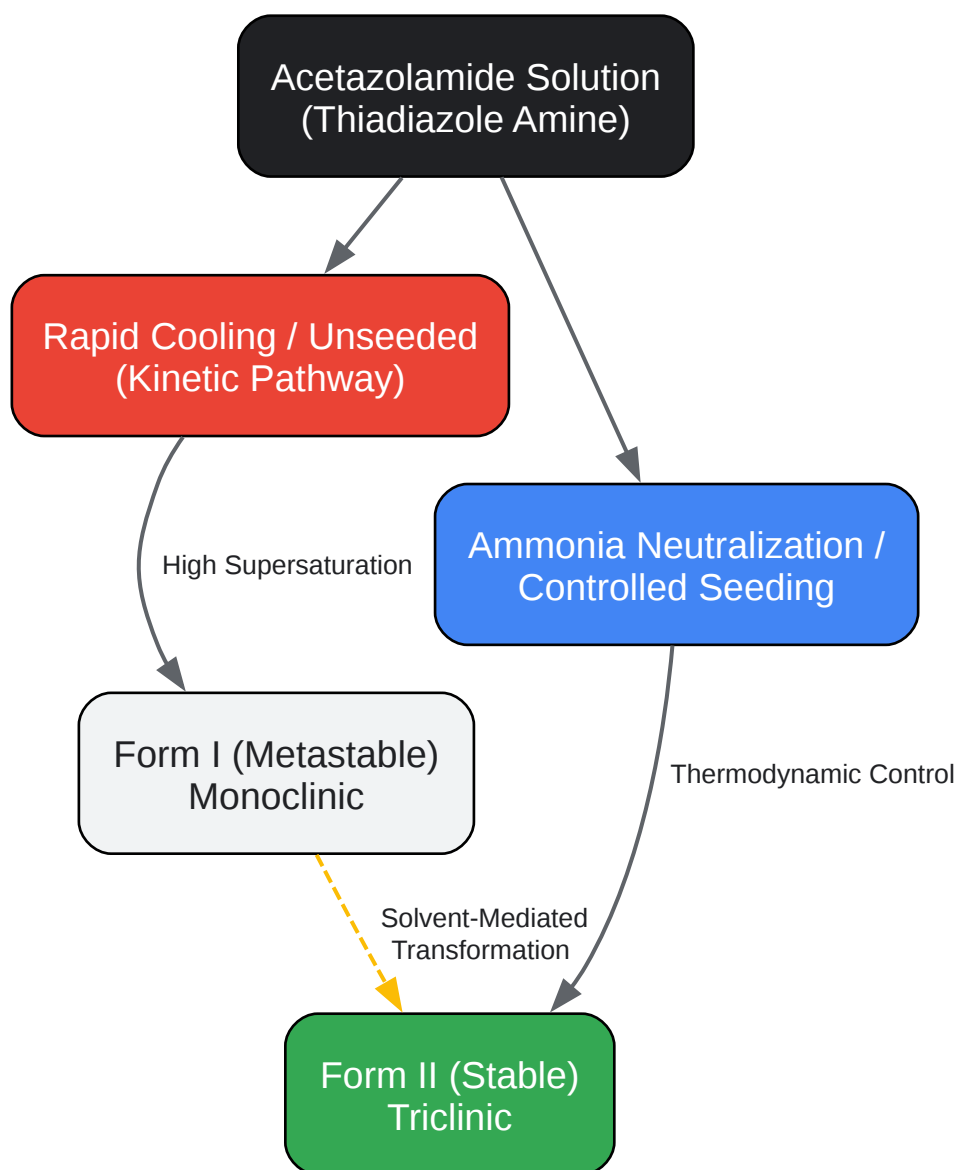 Acetazolamide Solution
(Thiadiazole Amine)
Rapid Cooling / Unseeded
(Kinetic Pathway)
Ammonia Neutralization /
Controlled Seeding
High Supersaturation
Form I (Metastable)
Monoclinic
Thermodynamic Control
Solvent-Mediated
Transformation
Form II (Stable)
Triclinic